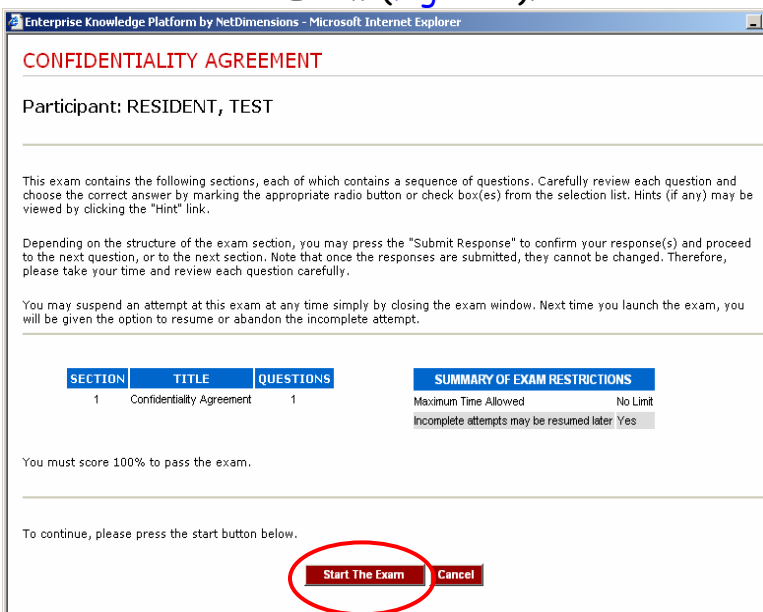 Enterprise Knowledge Platform by NetDimensions - Microsoft Internet Explorer
CONFIDENTIALITY AGREEMENT
Participant: RESIDENT, TEST
This exam contains the following sections, each of which contains a sequence of questions. Carefully review each question and
choose the correct answer by marking the appropriate radio button or check box(es) from the selection list. Hints (if any) may be
viewed by clicking the "Hint" link.
Depending on the structure of the exam section, you may press the "Submit Response" to confirm your response(s) and proceed
to the next question, or to the next section. Note that once the responses are submitted, they cannot be changed. Therefore,
please take your time and review each question carefully.
You may suspend an attempt at this exam at any time simply by closing the exam window. Next time you launch the exam, you
will be given the option to resume or abandon the incomplete attempt.
SECTION TITLE QUESTIONS
1 Confidentiality Agreement 1
SUMMARY OF EXAM RESTRICTIONS
Maximum Time Allowed No Limit
Incomplete attempts may be resumed later Yes
You must score 100% to pass the exam.
To continue, please press the start button below.
Start The Exam Cancel